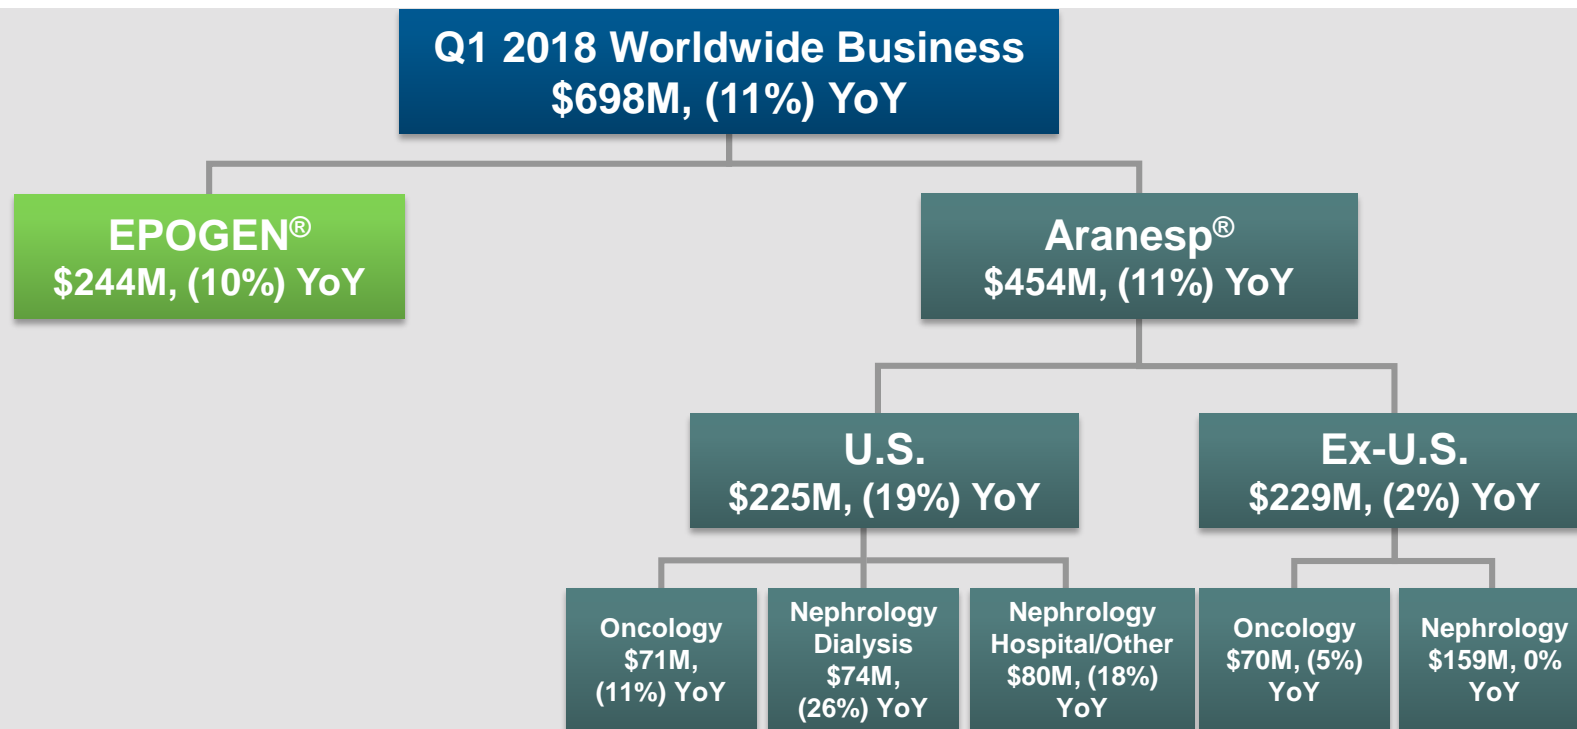 Q1 2018 Worldwide Business
$698M, (11%) YoY
EPOGEN®
$244M, (10%) YoY
Aranesp®
$454M, (11%) YoY
U.S.
$225M, (19%) YoY
Ex-U.S.
$229M, (2%) YoY
Oncology
$71M,
(11%) YoY
Nephrology
Dialysis
$74M,
(26%) YoY
Nephrology
Hospital/Other
$80M, (18%)
YoY
Oncology
$70M, (5%)
YoY
Nephrology
$159M, 0%
YoY